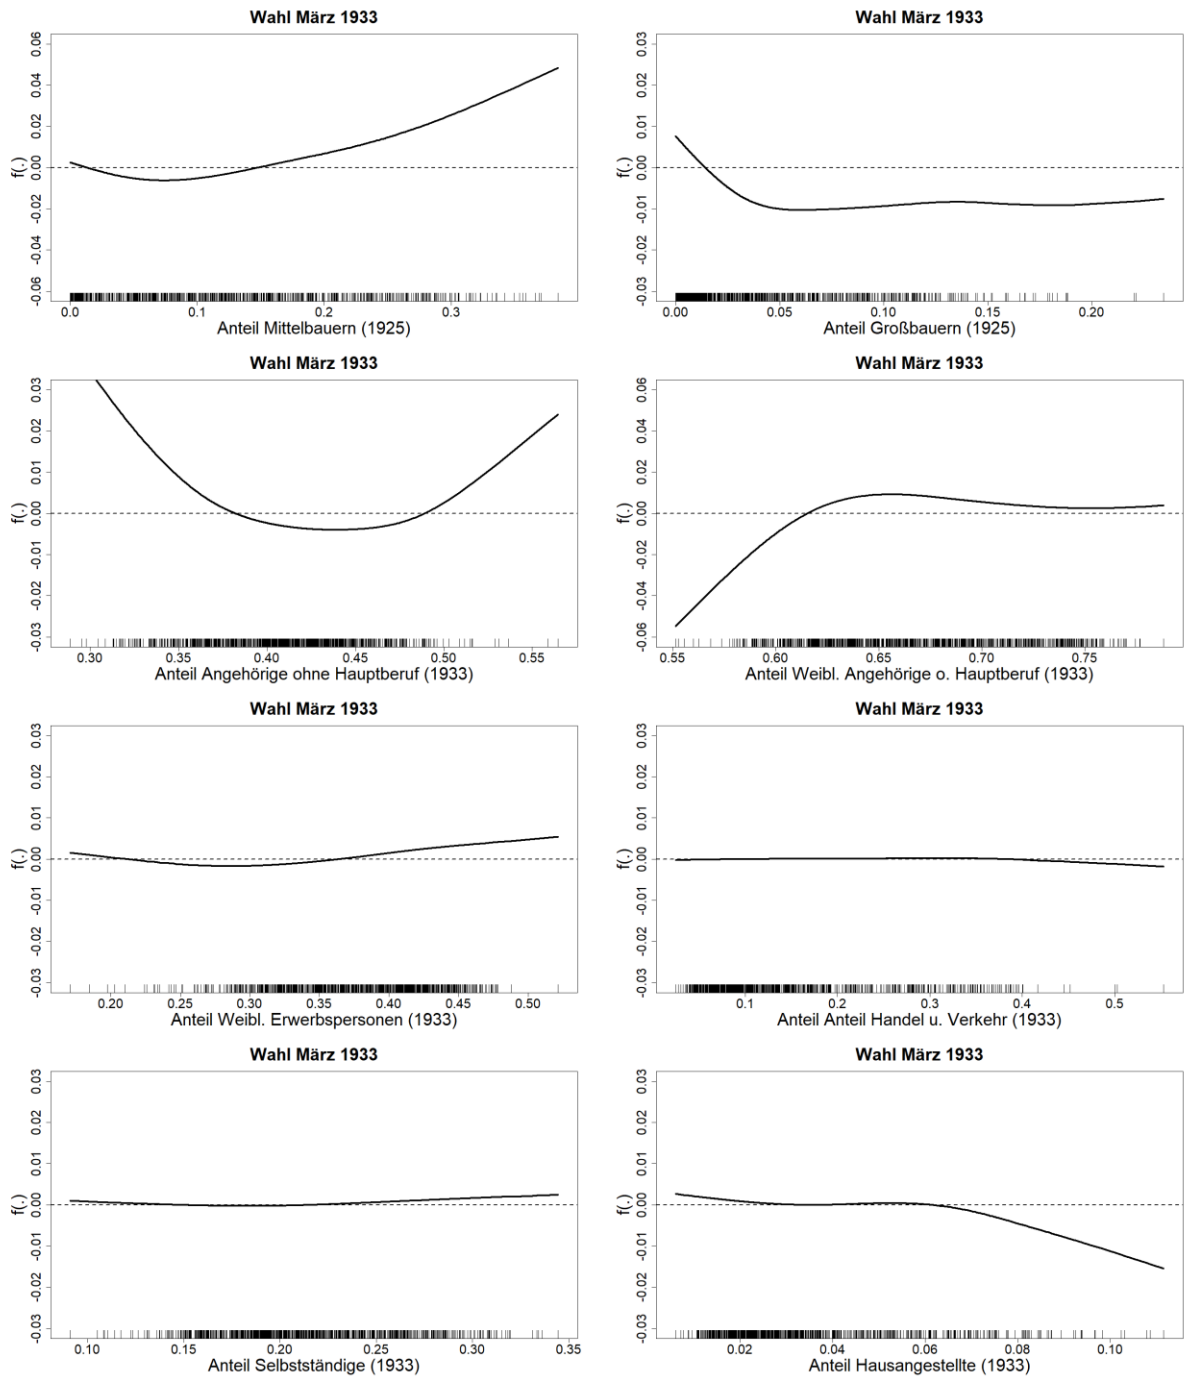 Wahl März 1933
f(.)
0.06
0.04
0.02
0.00
-0.02
-0.04
-0.06
0.0 0.1 0.2 0.3
Anteil Mittelbauern (1925)
Wahl März 1933
f(.)
0.03
0.02
0.01
0.00
-0.01
-0.02
-0.03
0.00 0.05 0.10 0.15 0.20
Anteil Großbauern (1925)
Wahl März 1933
f(.)
0.03
0.02
0.01
0.00
-0.01
-0.02
-0.03
0.30 0.35 0.40 0.45 0.50 0.55
Anteil Angehörige ohne Hauptberuf (1933)
Wahl März 1933
f(.)
0.06
0.04
0.02
0.00
-0.02
-0.04
-0.06
0.55 0.60 0.65 0.70 0.75
Anteil Weibl. Angehörige o. Hauptberuf (1933)
Wahl März 1933
f(.)
0.03
0.02
0.01
0.00
-0.01
-0.02
-0.03
0.20 0.25 0.30 0.35 0.40 0.45 0.50
Anteil Weibl. Erwerbspersonen (1933)
Wahl März 1933
f(.)
0.03
0.02
0.01
0.00
-0.01
-0.02
-0.03
0.1 0.2 0.3 0.4 0.5
Anteil Anteil Handel u. Verkehr (1933)
Wahl März 1933
f(.)
0.03
0.02
0.01
0.00
-0.01
-0.02
-0.03
0.10 0.15 0.20 0.25 0.30 0.35
Anteil Selbstständige (1933)
Wahl März 1933
f(.)
0.03
0.02
0.01
0.00
-0.01
-0.02
-0.03
0.02 0.04 0.06 0.08 0.10
Anteil Hausangestellte (1933)